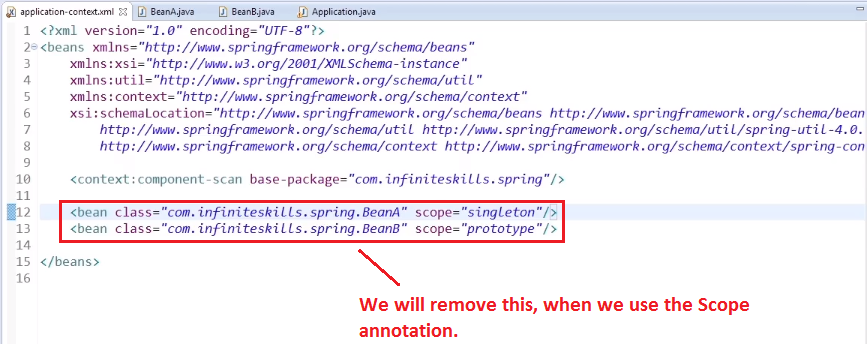 application-context.xml BeanA.java BeanB.java Application.java
1 <?xml version="1.0" encoding="UTF-8"?>
2 <beans xmlns="http://www.springframework.org/schema/beans"
3 xmlns:xsi="http://www.w3.org/2001/XMLSchema-instance"
4 xmlns:util="http://www.springframework.org/schema/util"
5 xmlns:context="http://www.springframework.org/schema/context"
6 xsi:schemaLocation="http://www.springframework.org/schema/beans http://www.springframework.org/schema/bean
7 http://www.springframework.org/schema/util http://www.springframework.org/schema/util/spring-util-4.0.
8 http://www.springframework.org/schema/context http://www.springframework.org/schema/context/spring-con
9
10 <context:component-scan base-package="com.infiniteskills.spring"/>
11
12 <bean class="com.infiniteskills.spring.BeanA" scope="singleton"/>
13 <bean class="com.infiniteskills.spring.BeanB" scope="prototype"/>
14
15 </beans>
16
We will remove this, when we use the Scope
annotation.